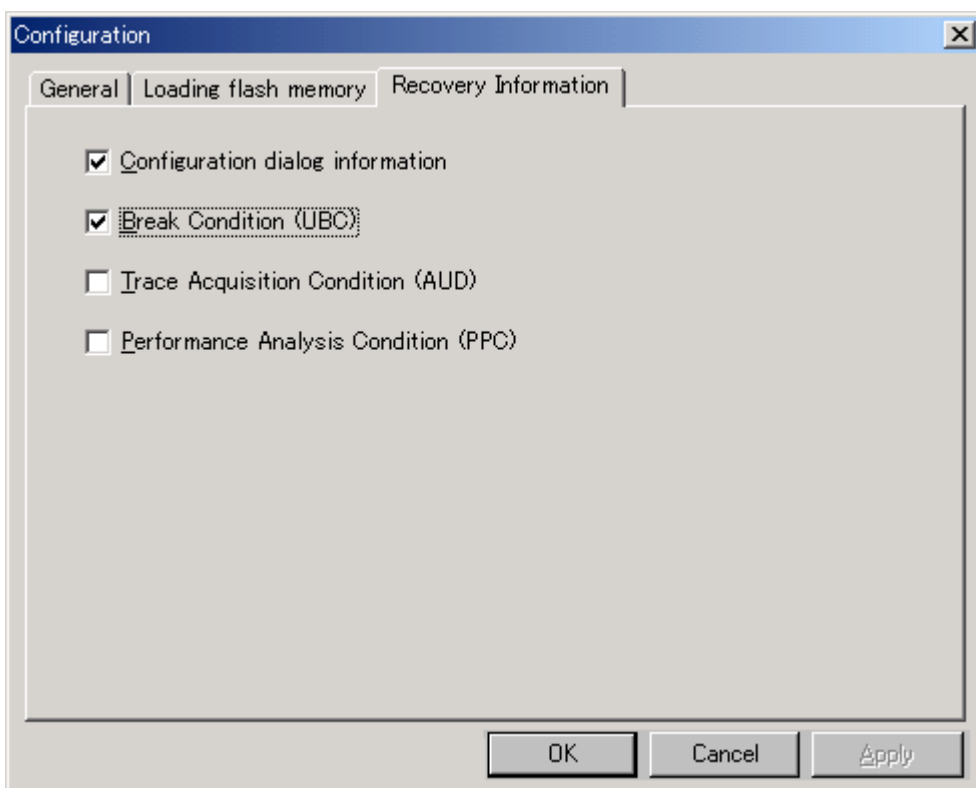 Configuration
General Loading flash memory Recovery Information
Configuration dialog information
Break Condition (UBC)
Trace Acquisition Condition (AUD)
Performance Analysis Condition (PPC)
OK Cancel Apply